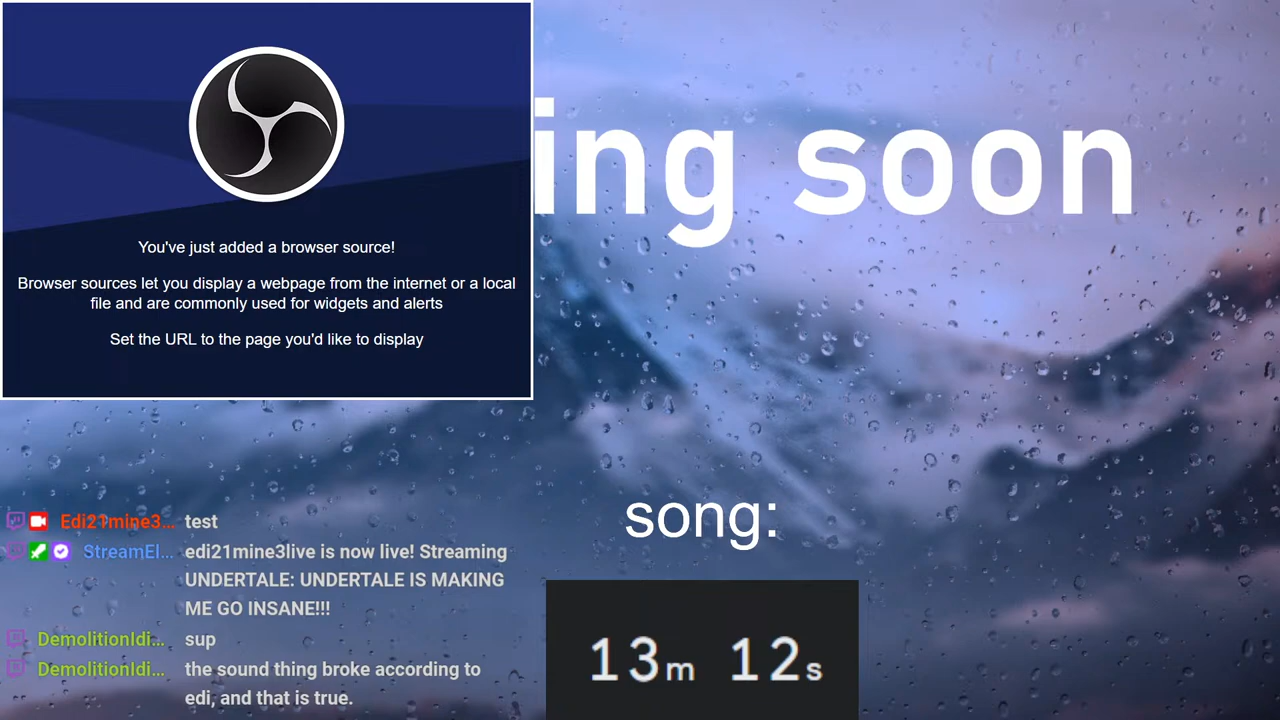 ing soon
You've just added a browser source!
Browser sources let you display a webpage from the internet or a local
file and are commonly used for widgets and alerts
Set the URL to the page you'd like to display
song:
Edi21mine3... test
StreamEl... edi21mine3live is now live! Streaming
UNDERTALE: UNDERTALE IS MAKING
ME GO INSANE!!!
DemolitionIdi... sup
DemolitionIdi... the sound thing broke according to
edi, and that is true.
13m 12s